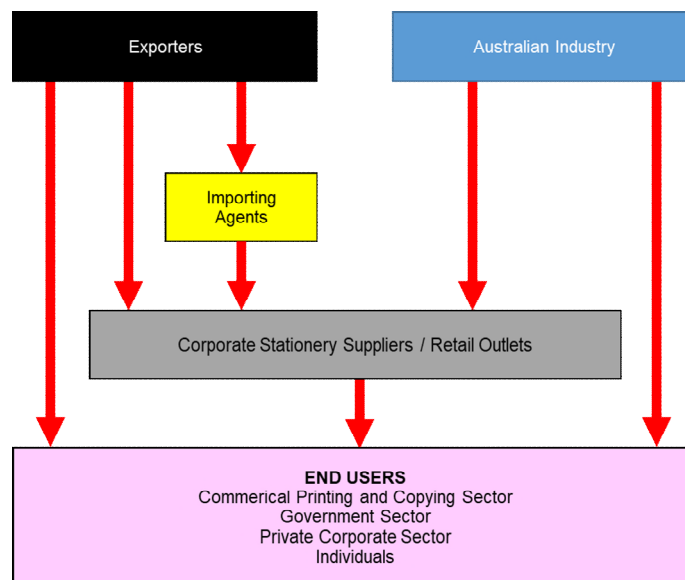 Exporters
Australian Industry
Importing
Agents
Corporate Stationery Suppliers / Retail Outlets
END USERS
Commerical Printing and Copying Sector
Government Sector
Private Corporate Sector
Individuals